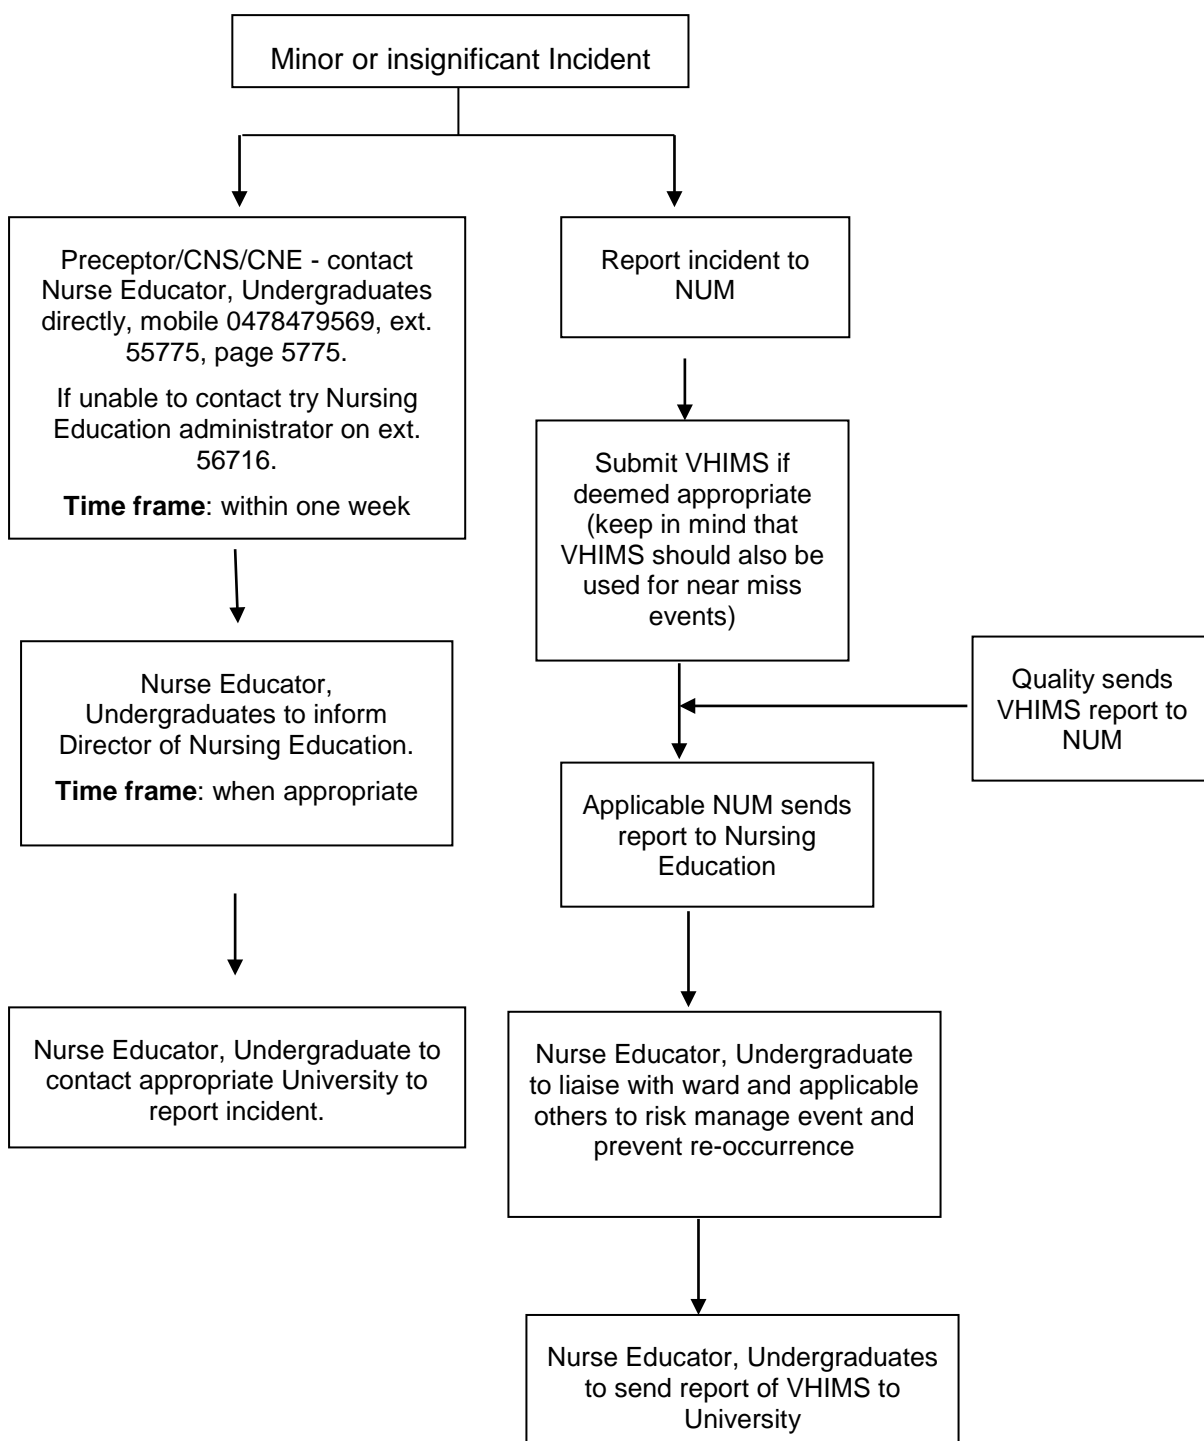 Minor or insignificant Incident
Preceptor/CNS/CNE - contact
Nurse Educator, Undergraduates
directly, mobile 0478479569, ext.
55775, page 5775.
If unable to contact try Nursing
Education administrator on ext.
56716.
Time frame: within one week
Nurse Educator,
Undergraduates to inform
Director of Nursing Education.
Time frame: when appropriate
Nurse Educator, Undergraduate to
contact appropriate University to
report incident.
Report incident to
NUM
Submit VHIMS if
deemed appropriate
(keep in mind that
VHIMS should also be
used for near miss
events)
Quality sends
VHIMS report to
NUM
Applicable NUM sends
report to Nursing
Education
Nurse Educator, Undergraduate
to liaise with ward and applicable
others to risk manage event and
prevent re-occurrence
Nurse Educator, Undergraduates
to send report of VHIMS to
University